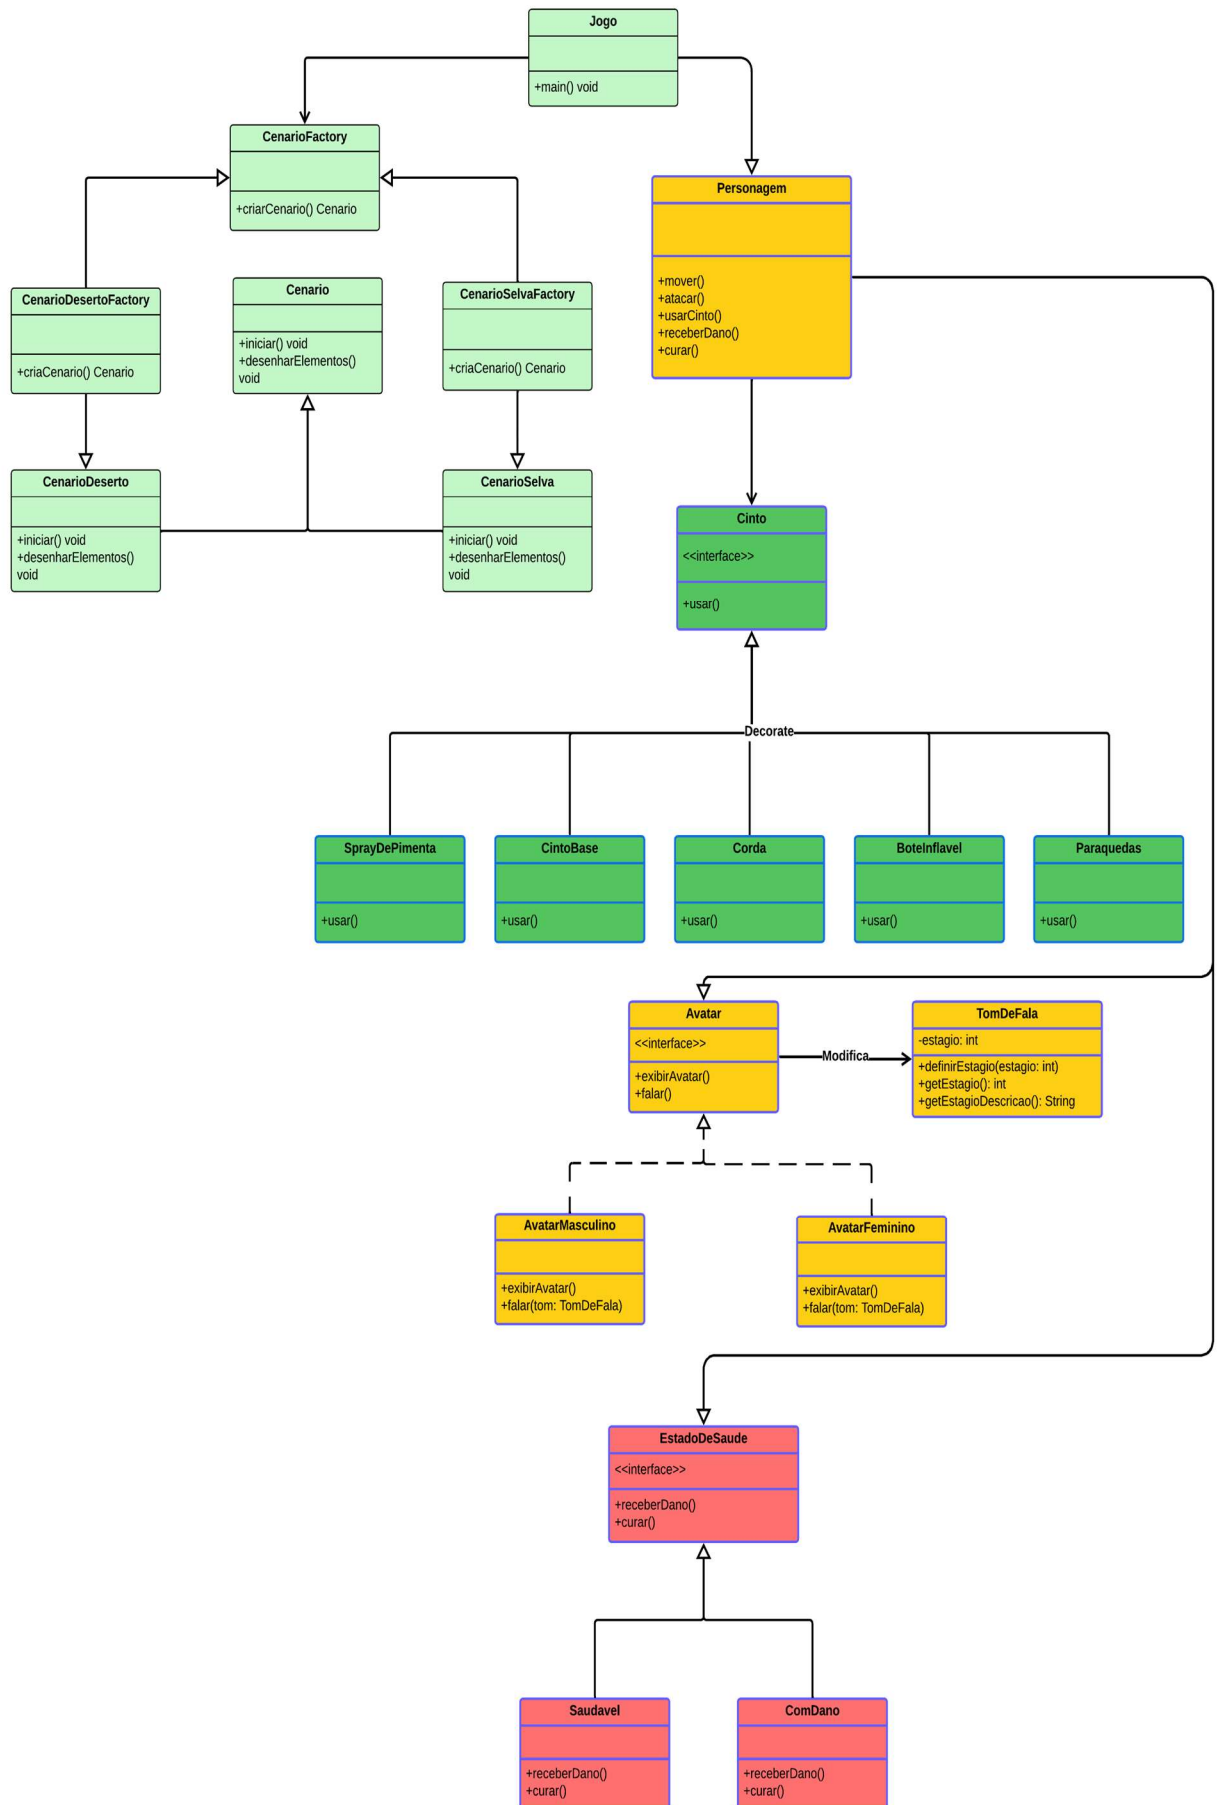 Jogo
+main() void
CenarioFactory
+criarCenario() Cenario
Personagem
+mover()
+atacar()
+usarCinto()
+receberDano()
+curar()
CenarioDesertoFactory
+criaCenario() Cenario
Cenario
+iniciar() void
+desenharElementos()
void
CenarioSelvaFactory
+criaCenario() Cenario
CenarioDeserto
+iniciar() void
+desenharElementos()
void
CenarioSelva
+iniciar() void
+desenharElementos()
void
Cinto
<<interface>>
+usar()
Decorate
SprayDePimenta
+usar()
CintoBase
+usar()
Corda
+usar()
BoteInflavel
+usar()
Paraquedas
+usar()
Avatar
<<interface>>
+exibirAvatar()
+falar()
Modifica
TomDeFala
-estagio: int
+definirEstagio(estagio: int)
+getEstagio(): int
+getEstagioDescricao(): String
AvatarMasculino
+exibirAvatar()
+falar(tom: TomDeFala)
AvatarFeminino
+exibirAvatar()
+falar(tom: TomDeFala)
EstadoDeSaude
<<interface>>
+receberDano()
+curar()
Saudavel
+receberDano()
+curar()
ComDano
+receberDano()
+curar()